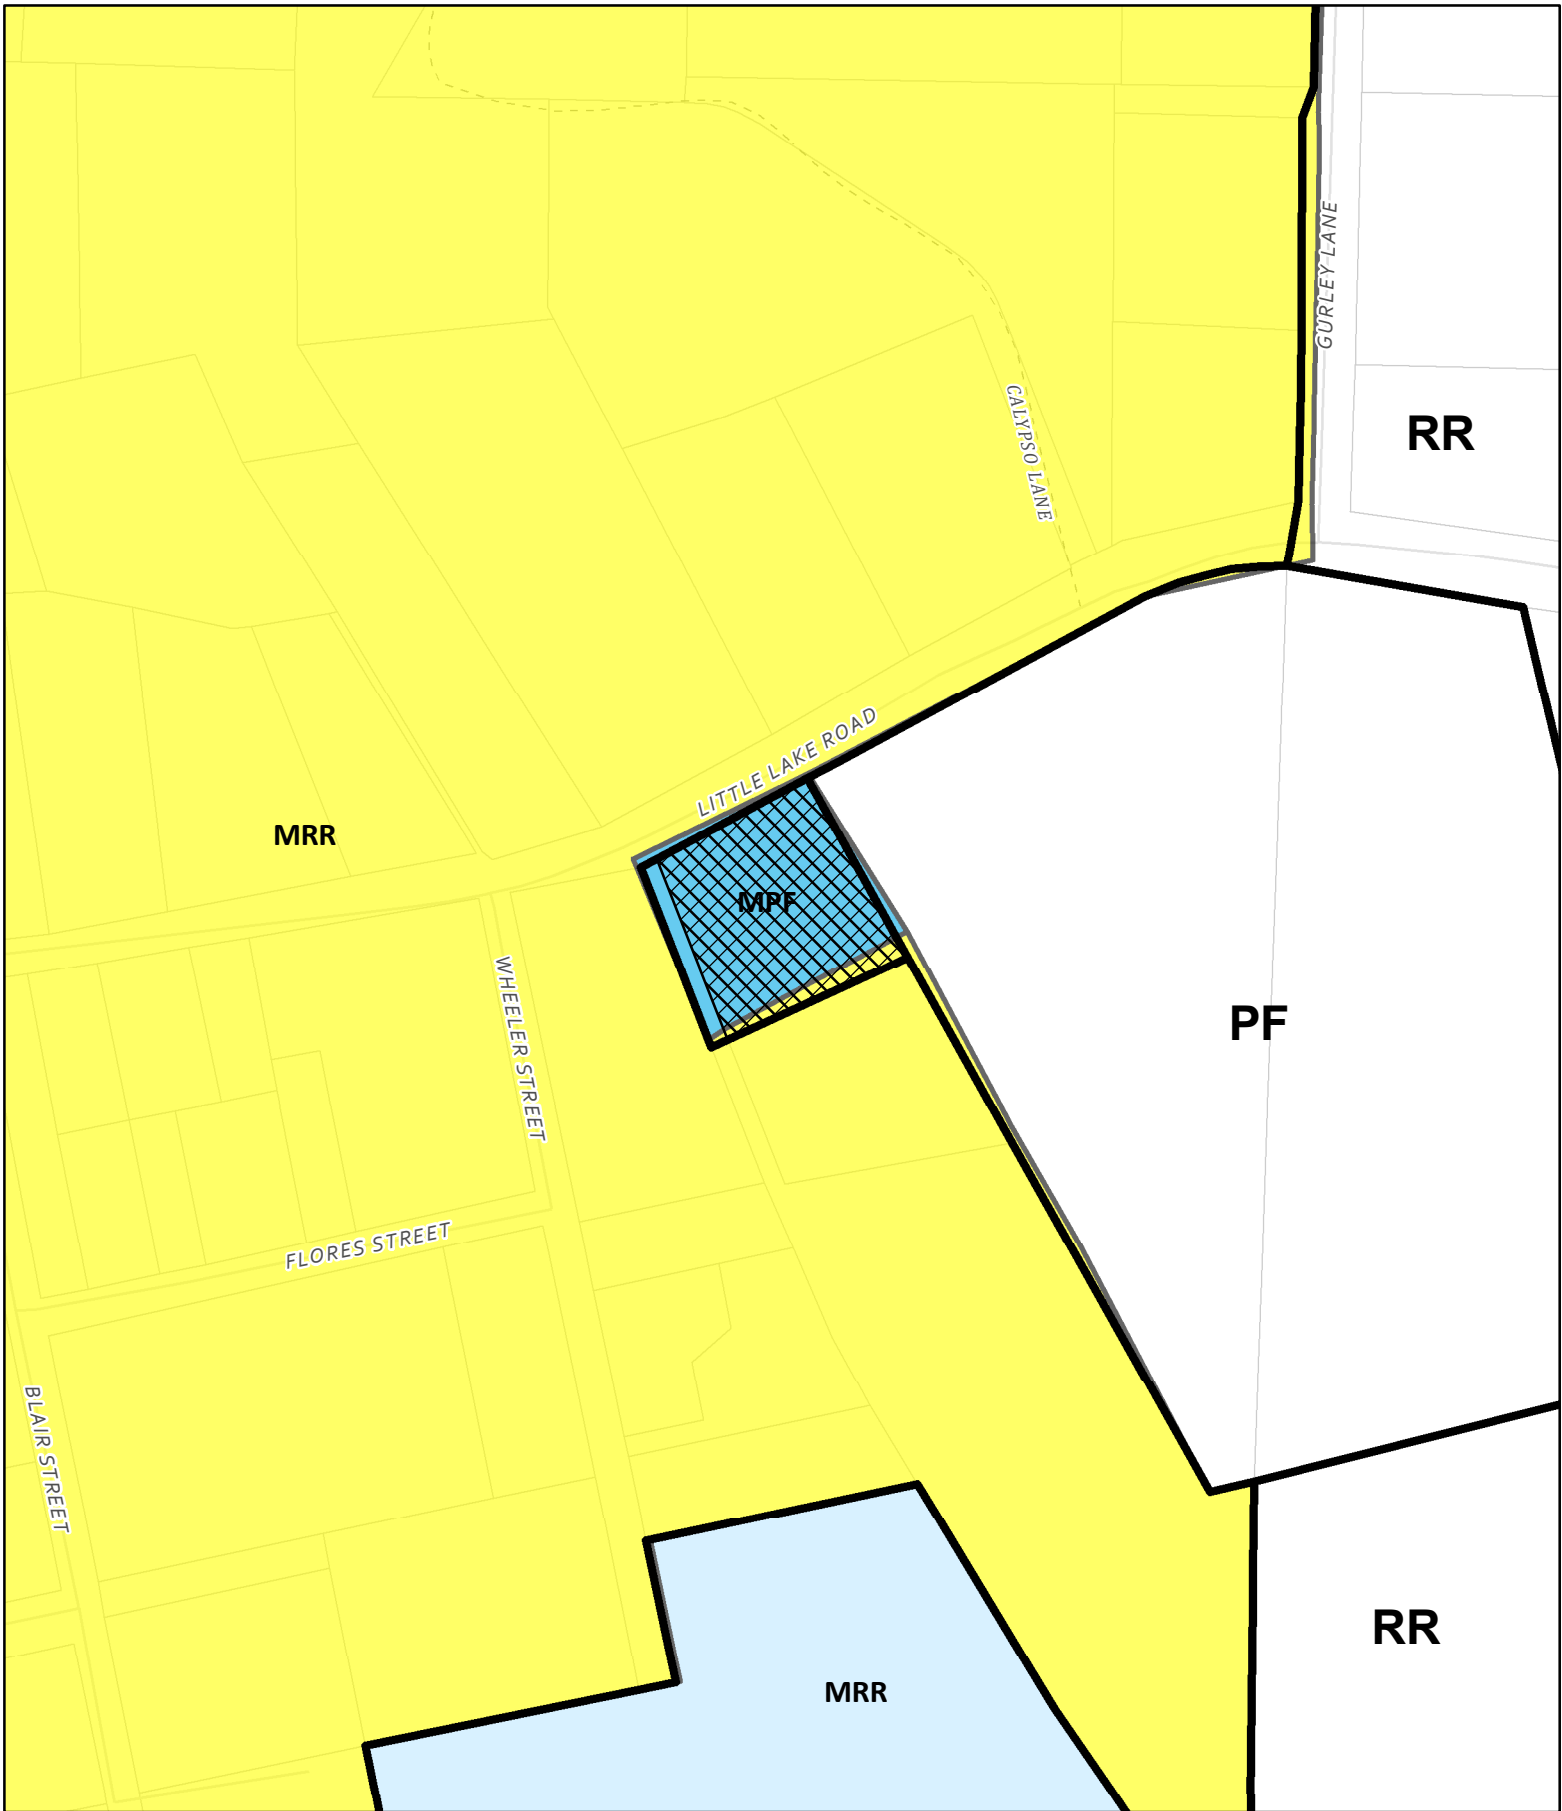 GURLEY LANE
RR
CALYPSO LANE
LITTLE LAKE ROAD
MRR
MPF
PF
WHEELER STREET
FLORES STREET
BLAIR STREET
RR
MRR